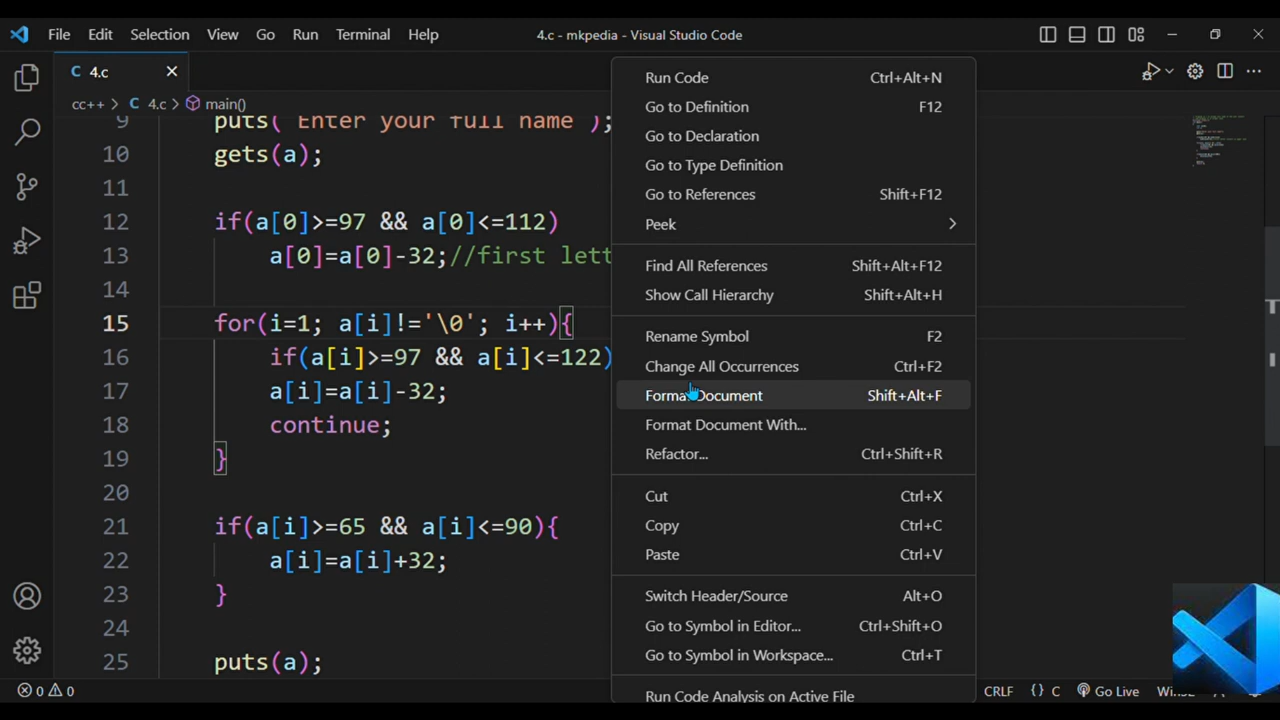 File Edit Selection View Go Run Terminal Help 4.c - mkpedia - Visual Studio Code
C 4.c
cc++ > C 4.c > main()
9 puts("Enter your full name");
10 gets(a);
11
12 if(a[0]>=97 && a[0]<=112)
13 a[0]=a[0]-32;//first lett
14
15 for(i=1; a[i]!='\0'; i++){
16 if(a[i]>=97 && a[i]<=122)
17 a[i]=a[i]-32;
18 continue;
19 }
20
21 if(a[i]>=65 && a[i]<=90){
22 a[i]=a[i]+32;
23 }
24
25 puts(a);
Run Code Ctrl+Alt+N
Go to Definition F12
Go to Declaration
Go to Type Definition
Go to References Shift+F12
Peek
Find All References Shift+Alt+F12
Show Call Hierarchy Shift+Alt+H
Rename Symbol F2
Change All Occurrences Ctrl+F2
Format Document Shift+Alt+F
Format Document With...
Refactor... Ctrl+Shift+R
Cut Ctrl+X
Copy Ctrl+C
Paste Ctrl+V
Switch Header/Source Alt+O
Go to Symbol in Editor... Ctrl+Shift+O
Go to Symbol in Workspace... Ctrl+T
Run Code Analysis on Active File
0 0 CRLF {} C Go Live Win32